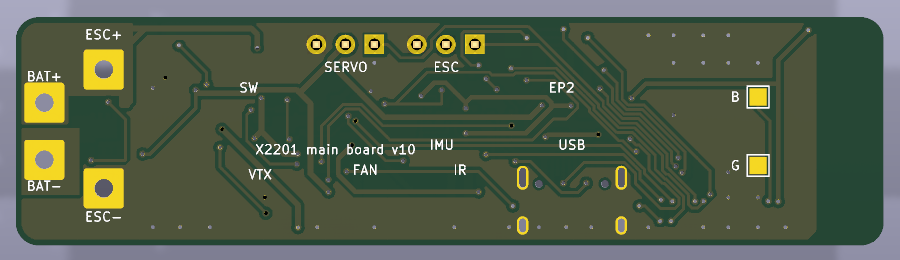 ESC+
BAT+
SERVO
ESC
SW
EP2
B
X2201 main board v10
IMU
USB
VTX
FAN
IR
G
BAT-
ESC-